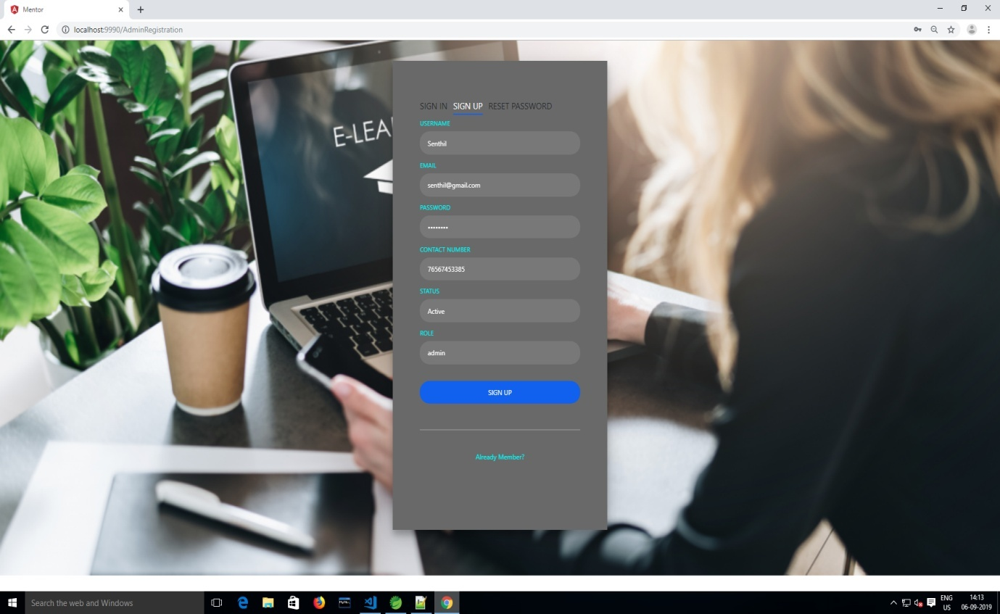 Mentor
localhost:9990/AdminRegistration
E-LEA
SIGN IN SIGN UP RESET PASSWORD
USERNAME
Senthil
EMAIL
senthil@gmail.com
PASSWORD
••••••••
CONTACT NUMBER
76567453385
STATUS
Active
ROLE
admin
SIGN UP
Already Member?
Search the web and Windows
MySQL
ENG
US
14:13
06-09-2019